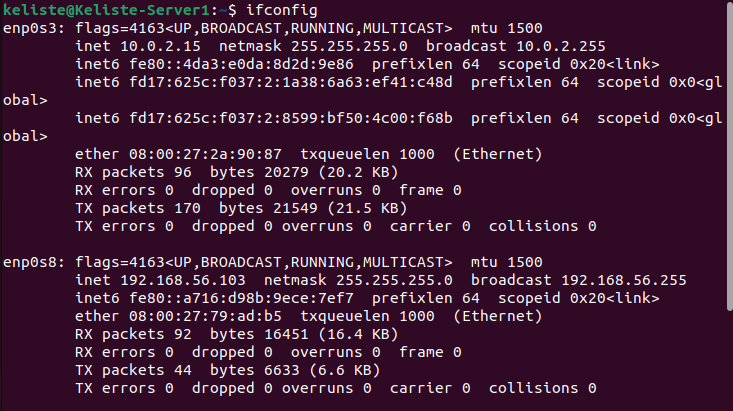 keliste@Keliste-Server1:~$ ifconfig
enp0s3: flags=4163<UP,BROADCAST,RUNNING,MULTICAST>  mtu 1500
        inet 10.0.2.15  netmask 255.255.255.0  broadcast 10.0.2.255
        inet6 fe80::4da3:e0da:8d2d:9e86  prefixlen 64  scopeid 0x20<link>
        inet6 fd17:625c:f037:2:1a38:6a63:ef41:c48d  prefixlen 64  scopeid 0x0<gl
obal>
        inet6 fd17:625c:f037:2:8599:bf50:4c00:f68b  prefixlen 64  scopeid 0x0<gl
obal>
        ether 08:00:27:2a:90:87  txqueuelen 1000  (Ethernet)
        RX packets 96  bytes 20279 (20.2 KB)
        RX errors 0  dropped 0  overruns 0  frame 0
        TX packets 170  bytes 21549 (21.5 KB)
        TX errors 0  dropped 0 overruns 0  carrier 0  collisions 0

enp0s8: flags=4163<UP,BROADCAST,RUNNING,MULTICAST>  mtu 1500
        inet 192.168.56.103  netmask 255.255.255.0  broadcast 192.168.56.255
        inet6 fe80::a716:d98b:9ece:7ef7  prefixlen 64  scopeid 0x20<link>
        ether 08:00:27:79:ad:b5  txqueuelen 1000  (Ethernet)
        RX packets 92  bytes 16451 (16.4 KB)
        RX errors 0  dropped 0  overruns 0  frame 0
        TX packets 44  bytes 6633 (6.6 KB)
        TX errors 0  dropped 0 overruns 0  carrier 0  collisions 0